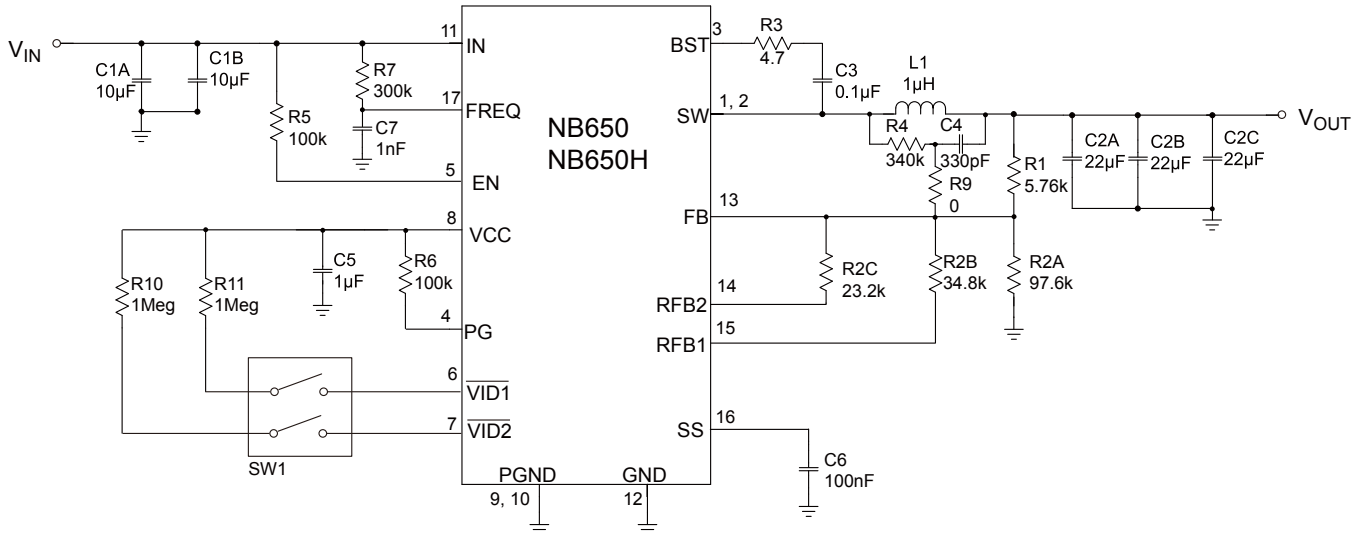 V_IN
C1A
10µF
C1B
10µF
R5
100k
R7
300k
C7
1nF
11
IN
17
FREQ
5
EN
8
VCC
R10
1Meg
R11
1Meg
C5
1µF
R6
100k
4
PG
6
VID1
7
VID2
SW1
NB650
NB650H
PGND
9, 10
GND
12
3
BST
R3
4.7
C3
0.1µF
1, 2
SW
L1
1µH
R4
340k
C4
330pF
R9
0
R1
5.76k
C2A
22µF
C2B
22µF
C2C
22µF
V_OUT
13
FB
R2C
23.2k
R2B
34.8k
R2A
97.6k
14
RFB2
15
RFB1
16
SS
C6
100nF